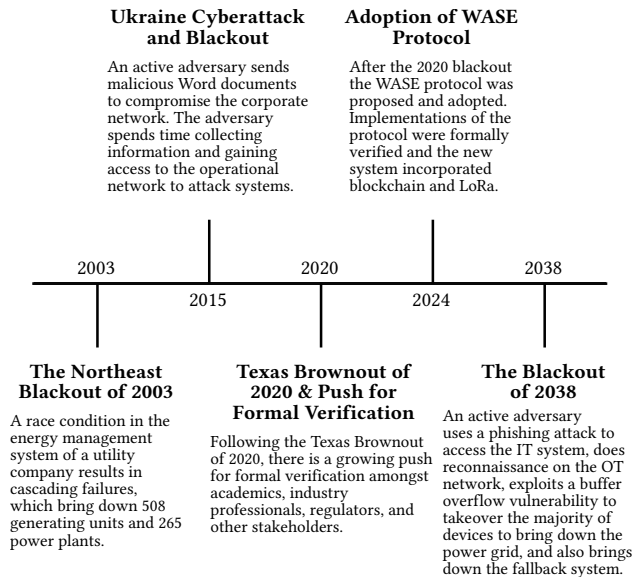 Ukraine Cyberattack
and Blackout
An active adversary sends
malicious Word documents
to compromise the corporate
network. The adversary
spends time collecting
information and gaining
access to the operational
network to attack systems.
Adoption of WASE
Protocol
After the 2020 blackout
the WASE protocol was
proposed and adopted.
Implementations of the
protocol were formally
verified and the new
system incorporated
blockchain and LoRa.
2003
2020
2038
2015
2024
The Northeast
Blackout of 2003
A race condition in the
energy management
system of a utility
company results in
cascading failures,
which bring down 508
generating units and 265
power plants.
Texas Brownout of
2020 & Push for
Formal Verification
Following the Texas Brownout
of 2020, there is a growing push
for formal verification amongst
academics, industry
professionals, regulators, and
other stakeholders.
The Blackout
of 2038
An active adversary
uses a phishing attack to
access the IT system, does
reconnaissance on the OT
network, exploits a buffer
overflow vulnerability to
takeover the majority of
devices to bring down the
power grid, and also brings
down the fallback system.